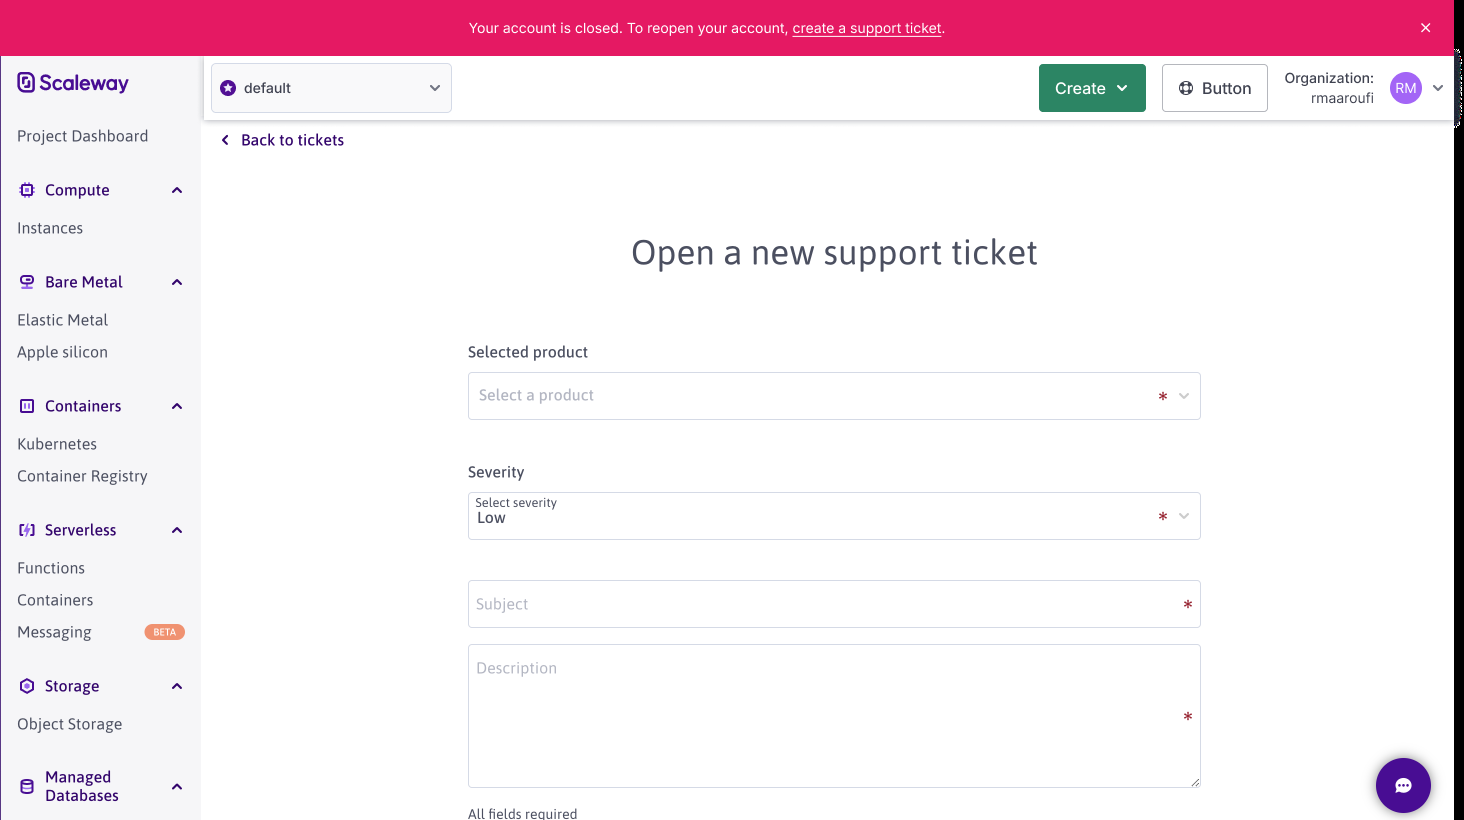 Your account is closed. To reopen your account, create a support ticket.
Scaleway
default
Create
Button
Organization:
rmaaroufi
RM
Project Dashboard
Compute
Instances
Bare Metal
Elastic Metal
Apple silicon
Containers
Kubernetes
Container Registry
Serverless
Functions
Containers
Messaging BETA
Storage
Object Storage
Managed
Databases
Back to tickets
Open a new support ticket
Selected product
Select a product *
Severity
Select severity
Low *
Subject *
Description *
All fields required